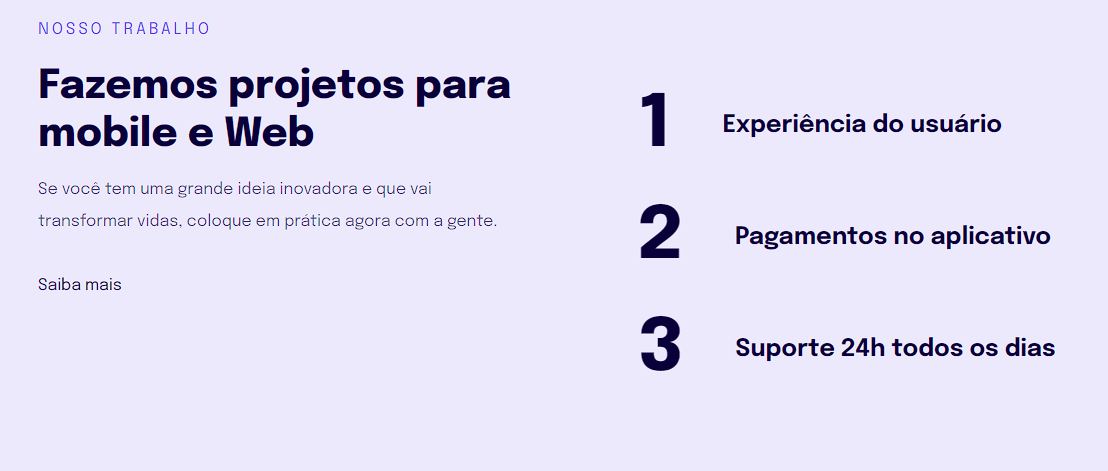 NOSSO TRABALHO
Fazemos projetos para
mobile e Web
Se você tem uma grande ideia inovadora e que vai
transformar vidas, coloque em prática agora com a gente.
Saiba mais
1 Experiência do usuário
2 Pagamentos no aplicativo
3 Suporte 24h todos os dias